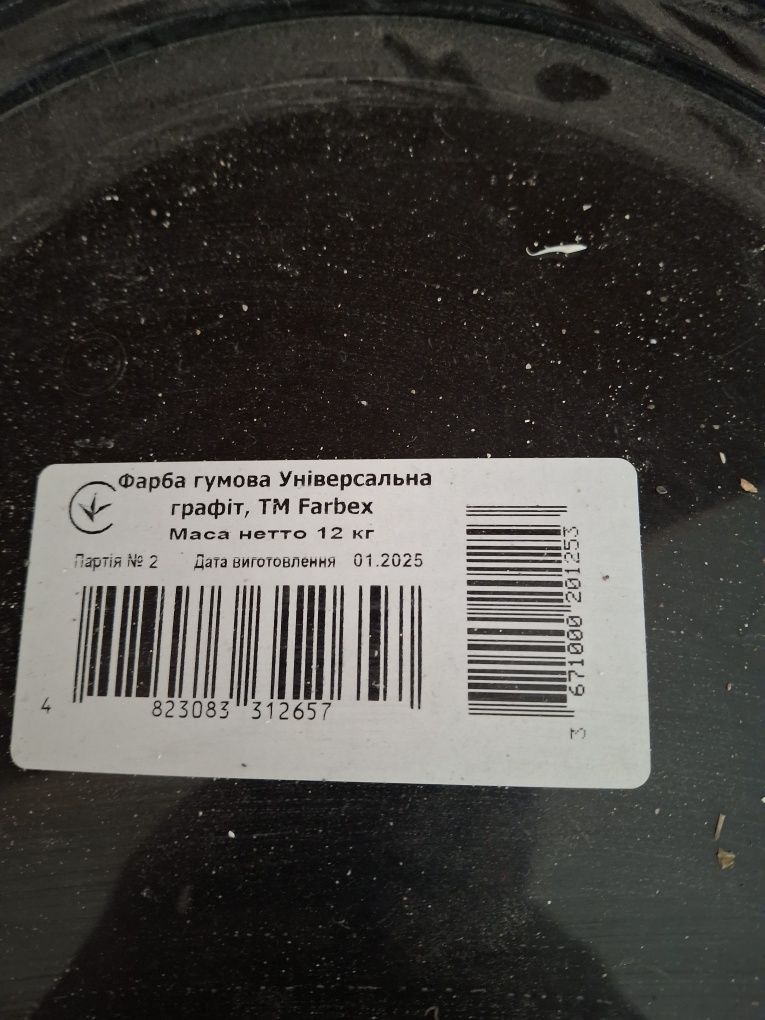 Фарба гумова Універсальна
графіт, ТМ Farbex
Маса нетто 12 кг
Партія № 2 Дата виготовлення 01.2025
4 823083 312657
3 671000 201253